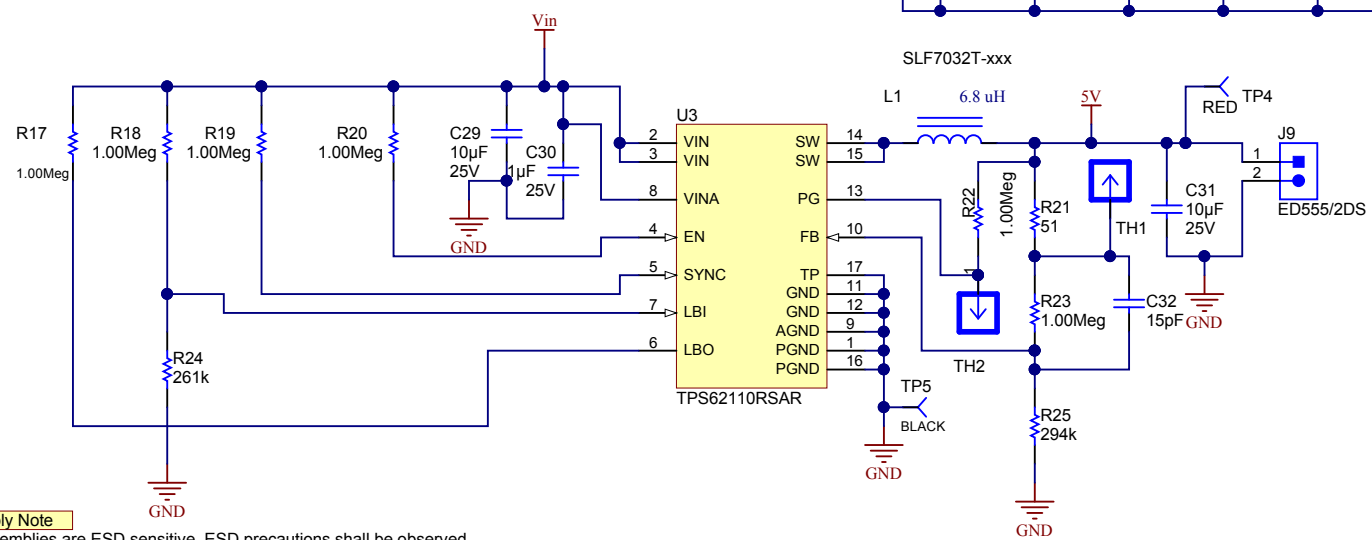 Vin
SLF7032T-xxx
L1
6.8 uH
5V
TP4
RED
J9
1
2
ED555/2DS
R17
1.00Meg
R18
1.00Meg
R19
1.00Meg
R20
1.00Meg
C29
10µF
25V
C30
1µF
25V
GND
U3
2 VIN
3 VIN
8 VINA
4 EN
5 SYNC
7 LBI
6 LBO
SW 14
SW 15
PG 13
FB 10
TP 17
GND 11
GND 12
AGND 9
PGND 1
PGND 16
TPS62110RSAR
R22
1.00Meg
1
TH2
R21
51
TH1
C31
10µF
25V
GND
R23
1.00Meg
C32
15pF
R24
261k
GND
TP5
BLACK
GND
R25
294k
GND
ly Note
emblies are ESD sensitive, ESD precautions shall be observed